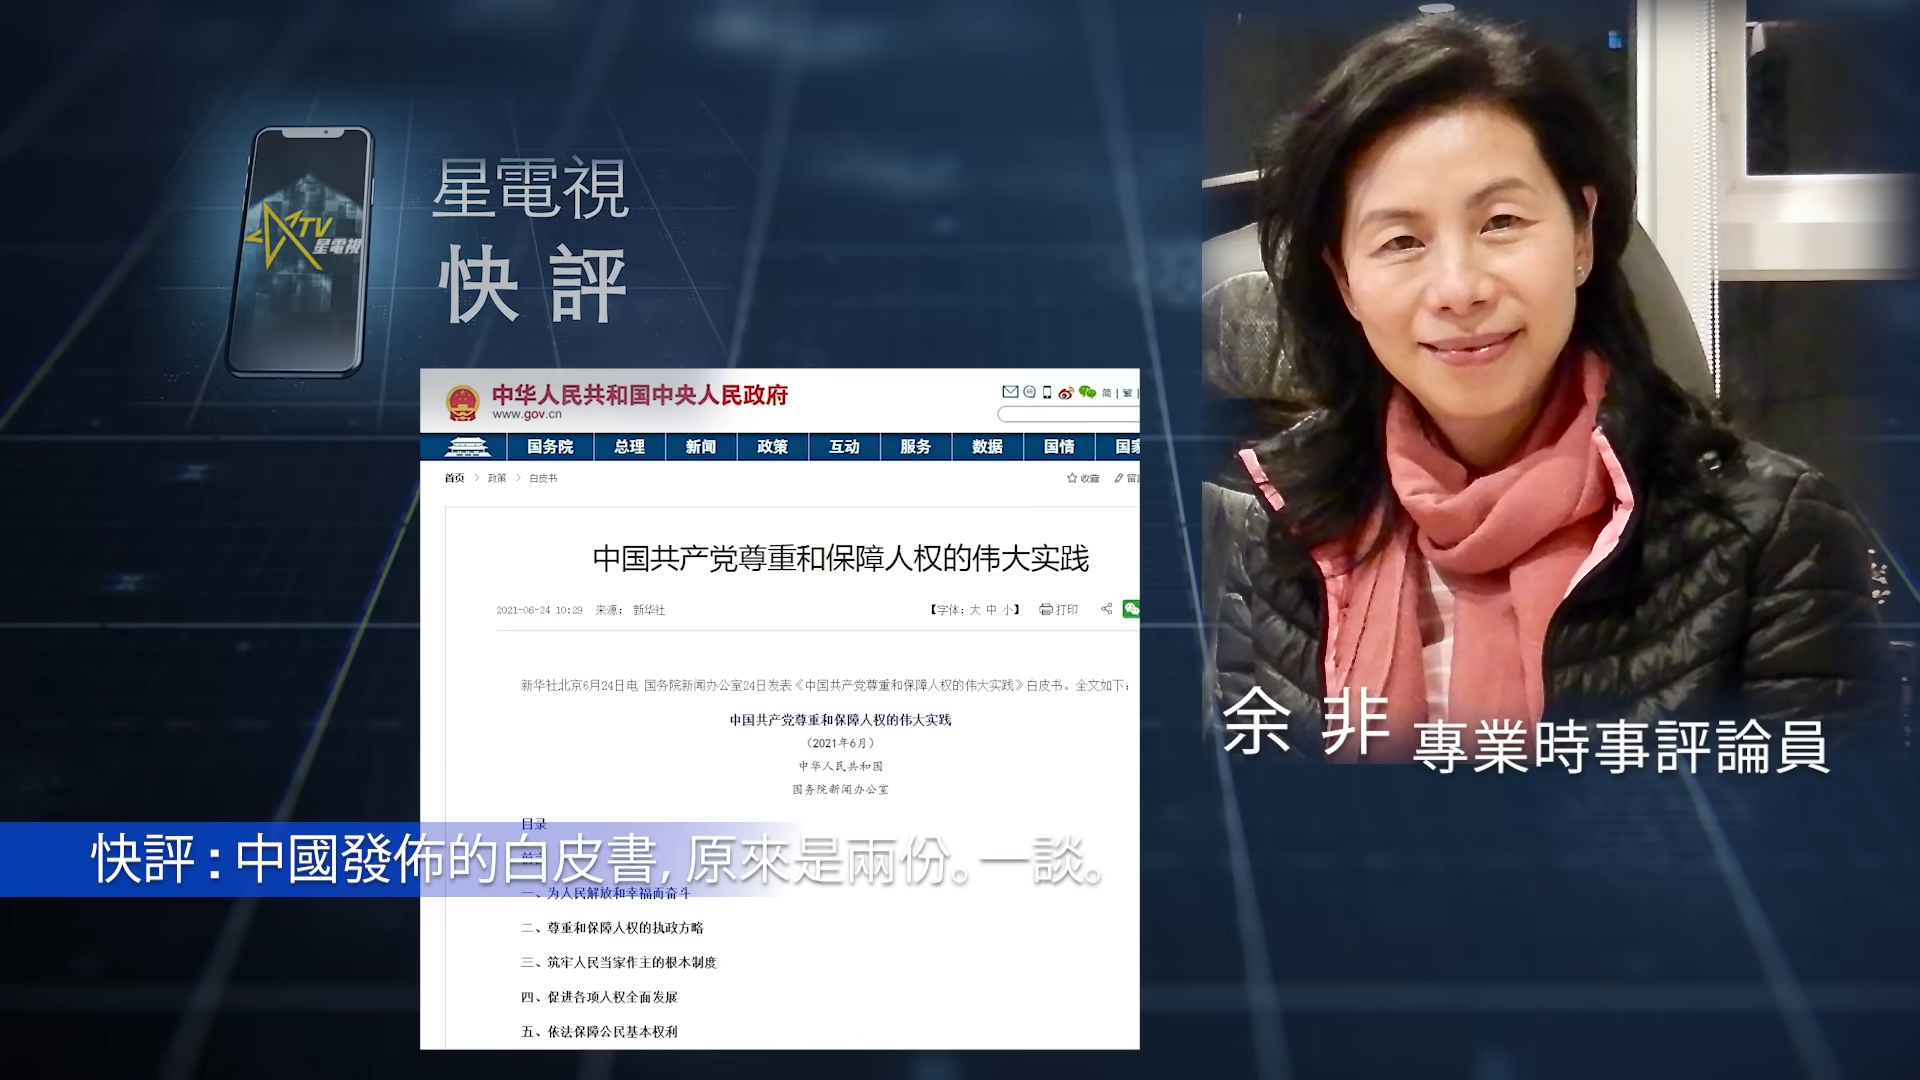 TV
星電視
星電視
快評
中华人民共和国中央人民政府
www.gov.cn
简 | 繁 |
国务院 总理 新闻 政策 互动 服务 数据 国情 国家
首页 > 政策 > 白皮书
收藏
中国共产党尊重和保障人权的伟大实践
2021-06-24 10:29 来源： 新华社 【字体：大 中 小】 打印
新华社北京6月24日电 国务院新闻办公室24日发表《中国共产党尊重和保障人权的伟大实践》白皮书。全文如下：
中国共产党尊重和保障人权的伟大实践
（2021年6月）
中华人民共和国
国务院新闻办公室
目录
快評 : 中國發佈的白皮書, 原來是兩份。一談。
一、为人民解放和幸福而奋斗
二、尊重和保障人权的执政方略
三、筑牢人民当家作主的根本制度
四、促进各项人权全面发展
五、依法保障公民基本权利
余非 專業時事評論員